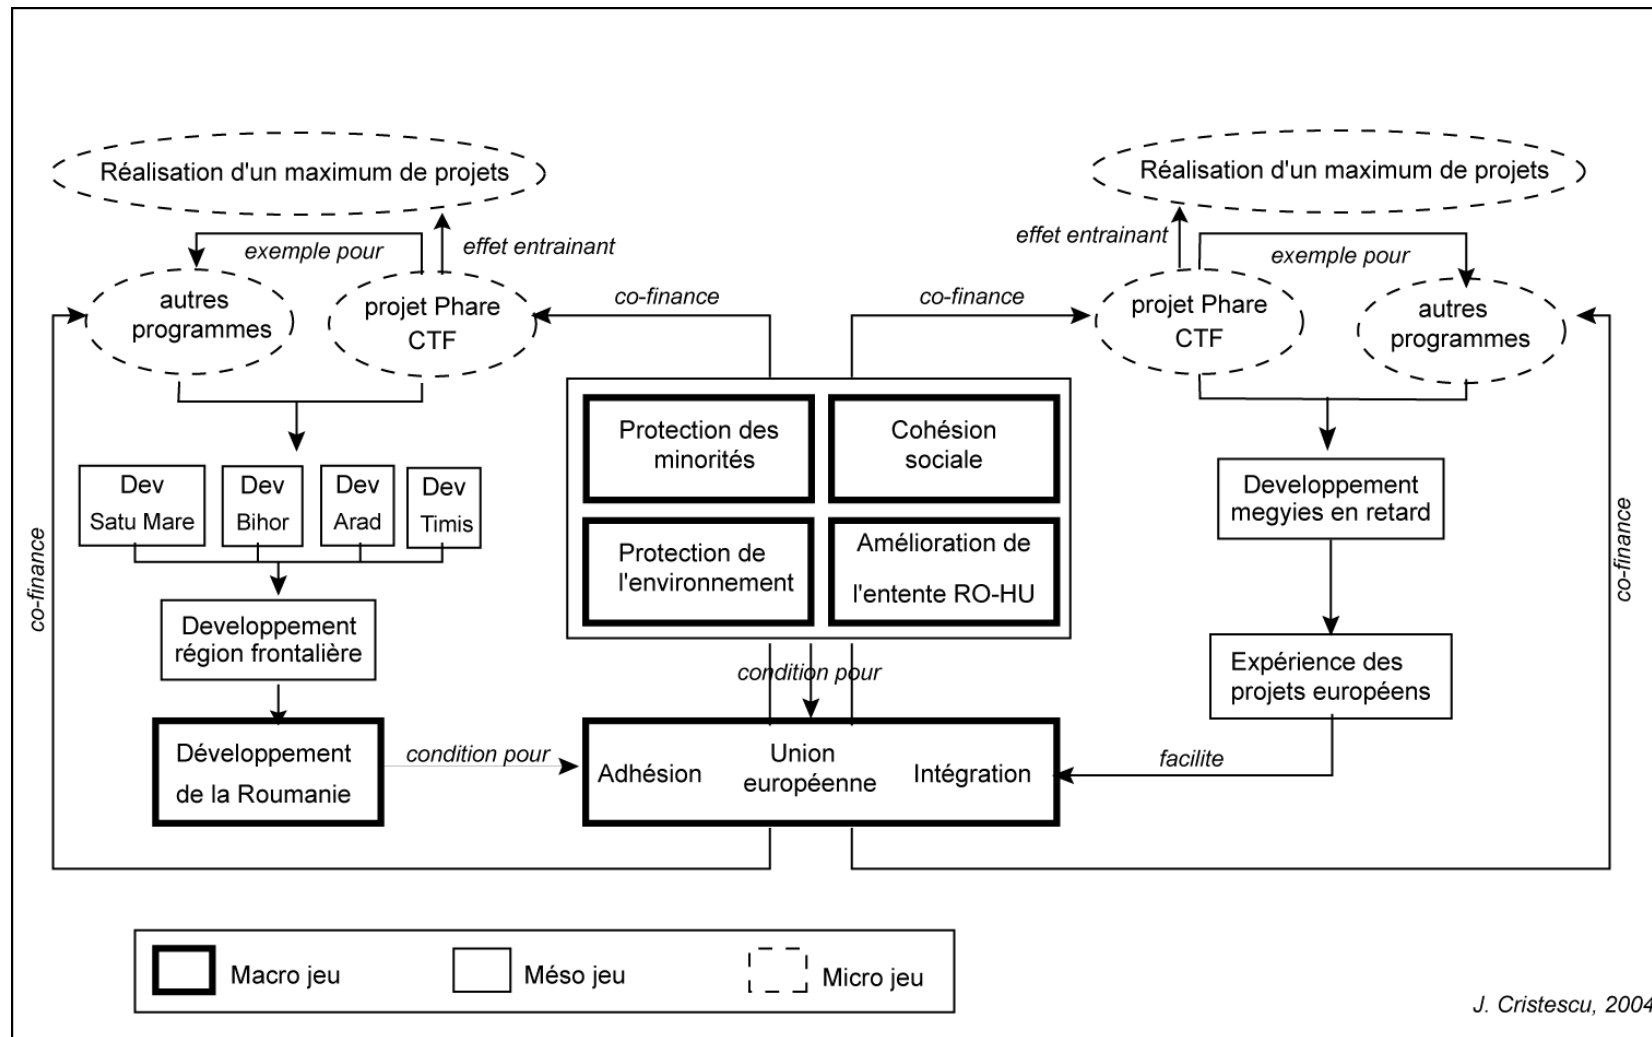 Réalisation d'un maximum de projets
Réalisation d'un maximum de projets
exemple pour
effet entrainant
effet entrainant
exemple pour
autres
programmes
projet Phare
CTF
co-finance
co-finance
projet Phare
CTF
autres
programmes
Protection des
minorités
Cohésion
sociale
Protection de
l'environnement
Amélioration de
l'entente RO-HU
Dev
Satu Mare
Dev
Bihor
Dev
Arad
Dev
Timis
Developpement
megyies en retard
co-finance
co-finance
Developpement
région frontalière
Expérience des
projets européens
condition pour
Développement
de la Roumanie
condition pour
Adhésion
Union
européenne
Intégration
facilite
Macro jeu
Méso jeu
Micro jeu
J. Cristescu, 2004